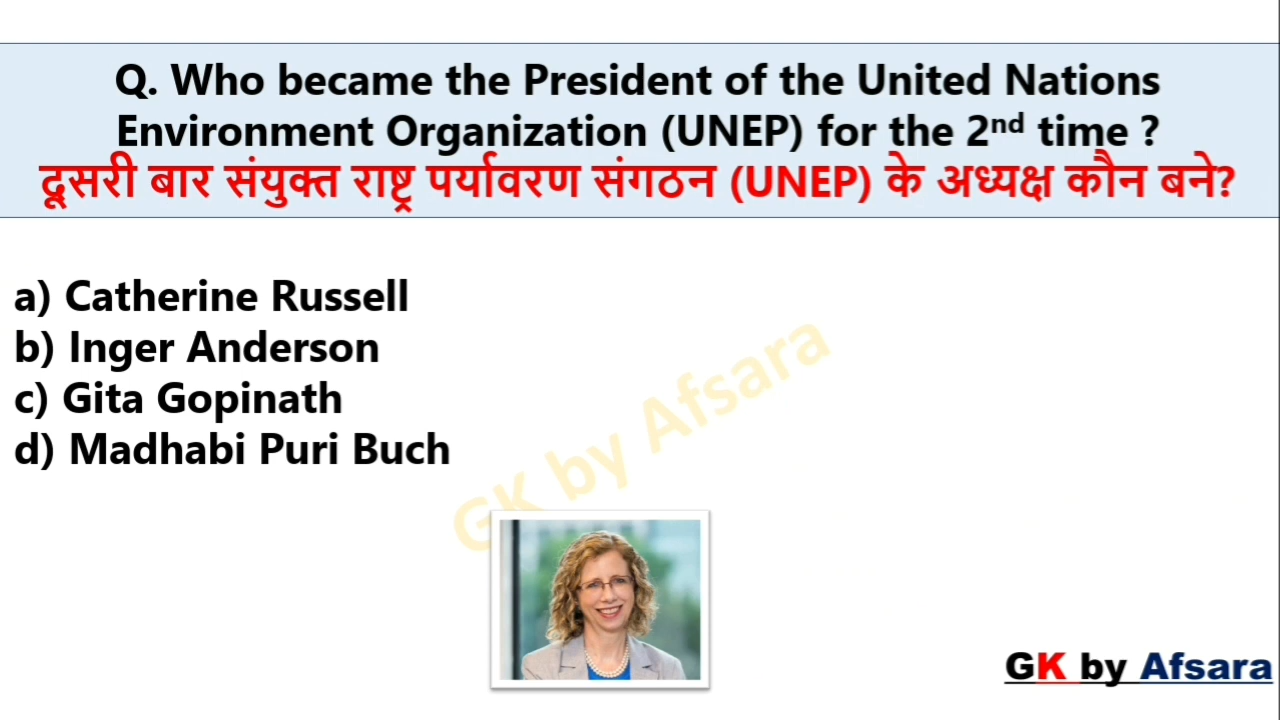 Q. Who became the President of the United Nations
Environment Organization (UNEP) for the 2nd time ?
दूसरी बार संयुक्त राष्ट्र पर्यावरण संगठन (UNEP) के अध्यक्ष कौन बने?
a) Catherine Russell
b) Inger Anderson
c) Gita Gopinath
d) Madhabi Puri Buch
GK by Afsara
GK by Afsara